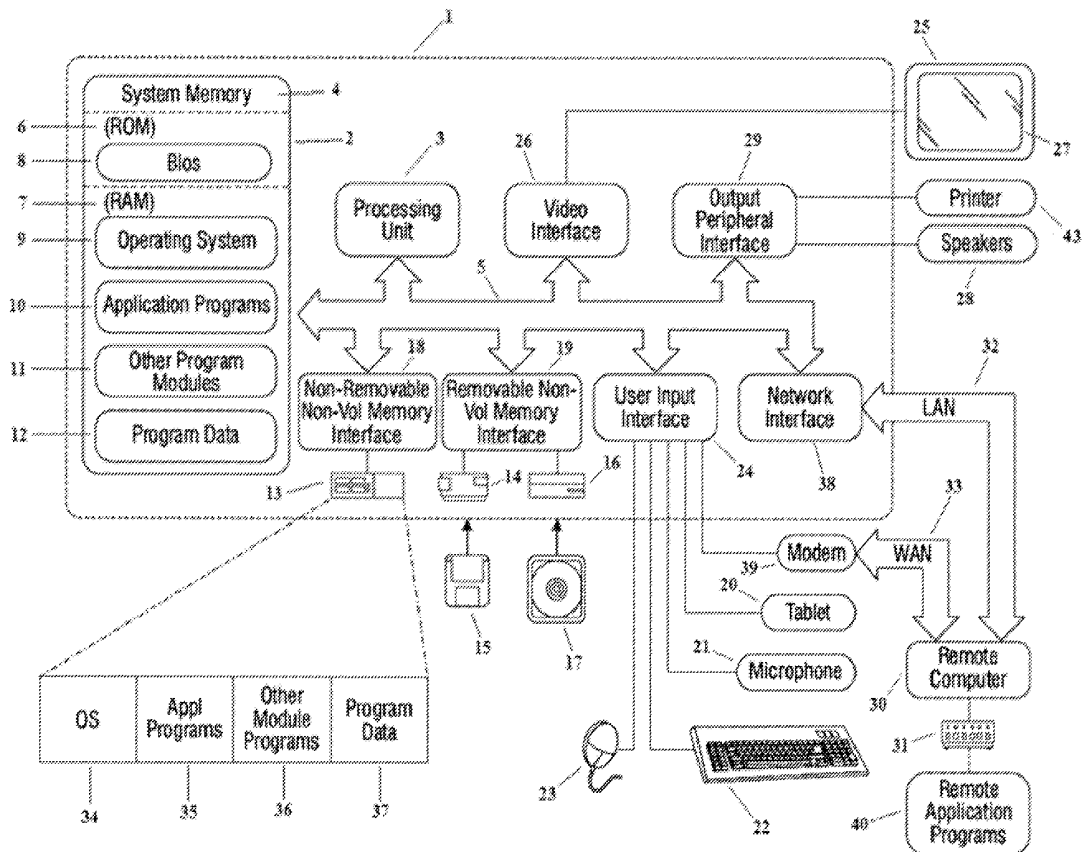 1
25
System Memory
4
6
(ROM)
2
3
26
29
27
8
Bios
7
(RAM)
Processing
Unit
Video
Interface
Output
Peripheral
Interface
Printer
43
9
Operating System
Speakers
28
5
10
Application Programs
18
19
32
11
Other Program
Modules
Non-Removable
Non-Vol Memory
Interface
Removable Non-
Vol Memory
Interface
User Input
Interface
Network
Interface
LAN
12
Program Data
24
38
13
14
16
33
Modem
WAN
39
20
Tablet
15
17
21
Microphone
Remote
Computer
30
OS
Appl
Programs
Other
Module
Programs
Program
Data
31
34
35
36
37
23
22
40
Remote
Application
Programs